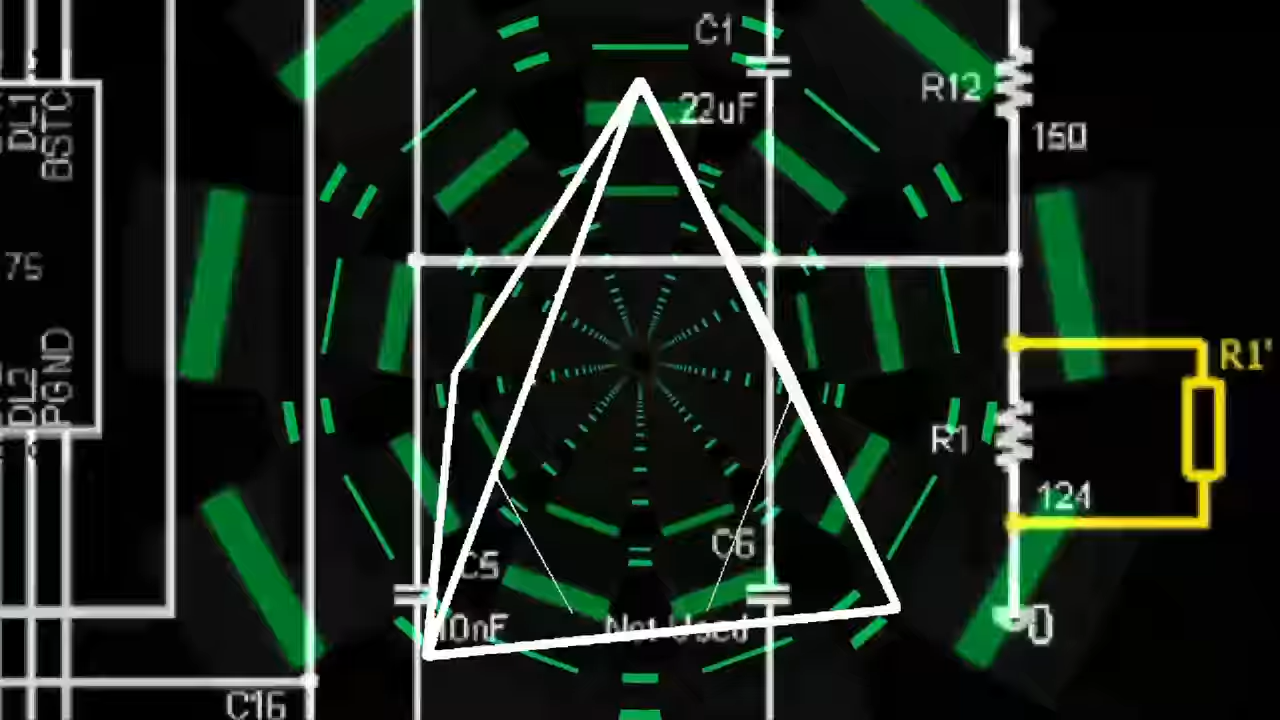 C1
22uF
R12
150
DL1
BSTC
75
R1'
DL2
PGND
R1
124
C6
C5
10nF
Not Used
0
C16